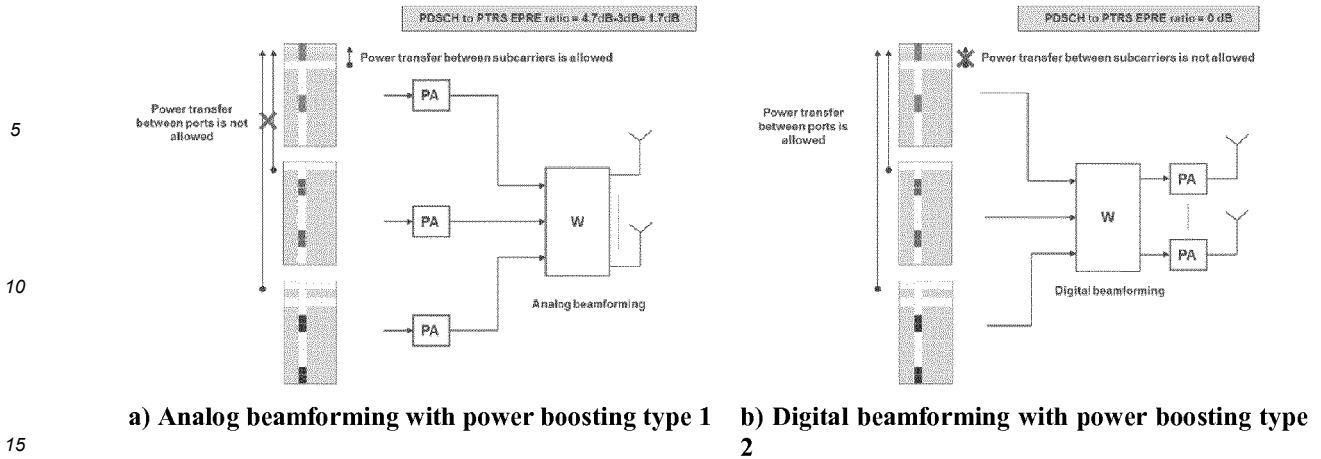 PDSCH to PTRS EPRE ratio = 4.7dB-3dB= 1.7dB
Power transfer between subcarriers is allowed
Power transfer
between ports is not
allowed
PA
PA
PA
W
Analog beamforming
a) Analog beamforming with power boosting type 1
PDSCH to PTRS EPRE ratio = 0 dB
Power transfer between subcarriers is not allowed
Power transfer
between ports is
allowed
W
PA
PA
Digital beamforming
b) Digital beamforming with power boosting type
2
5
10
15